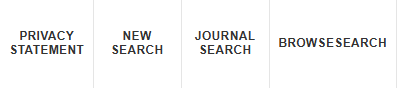 PRIVACY
STATEMENT
NEW
SEARCH
JOURNAL
SEARCH
BROWSESEARCH